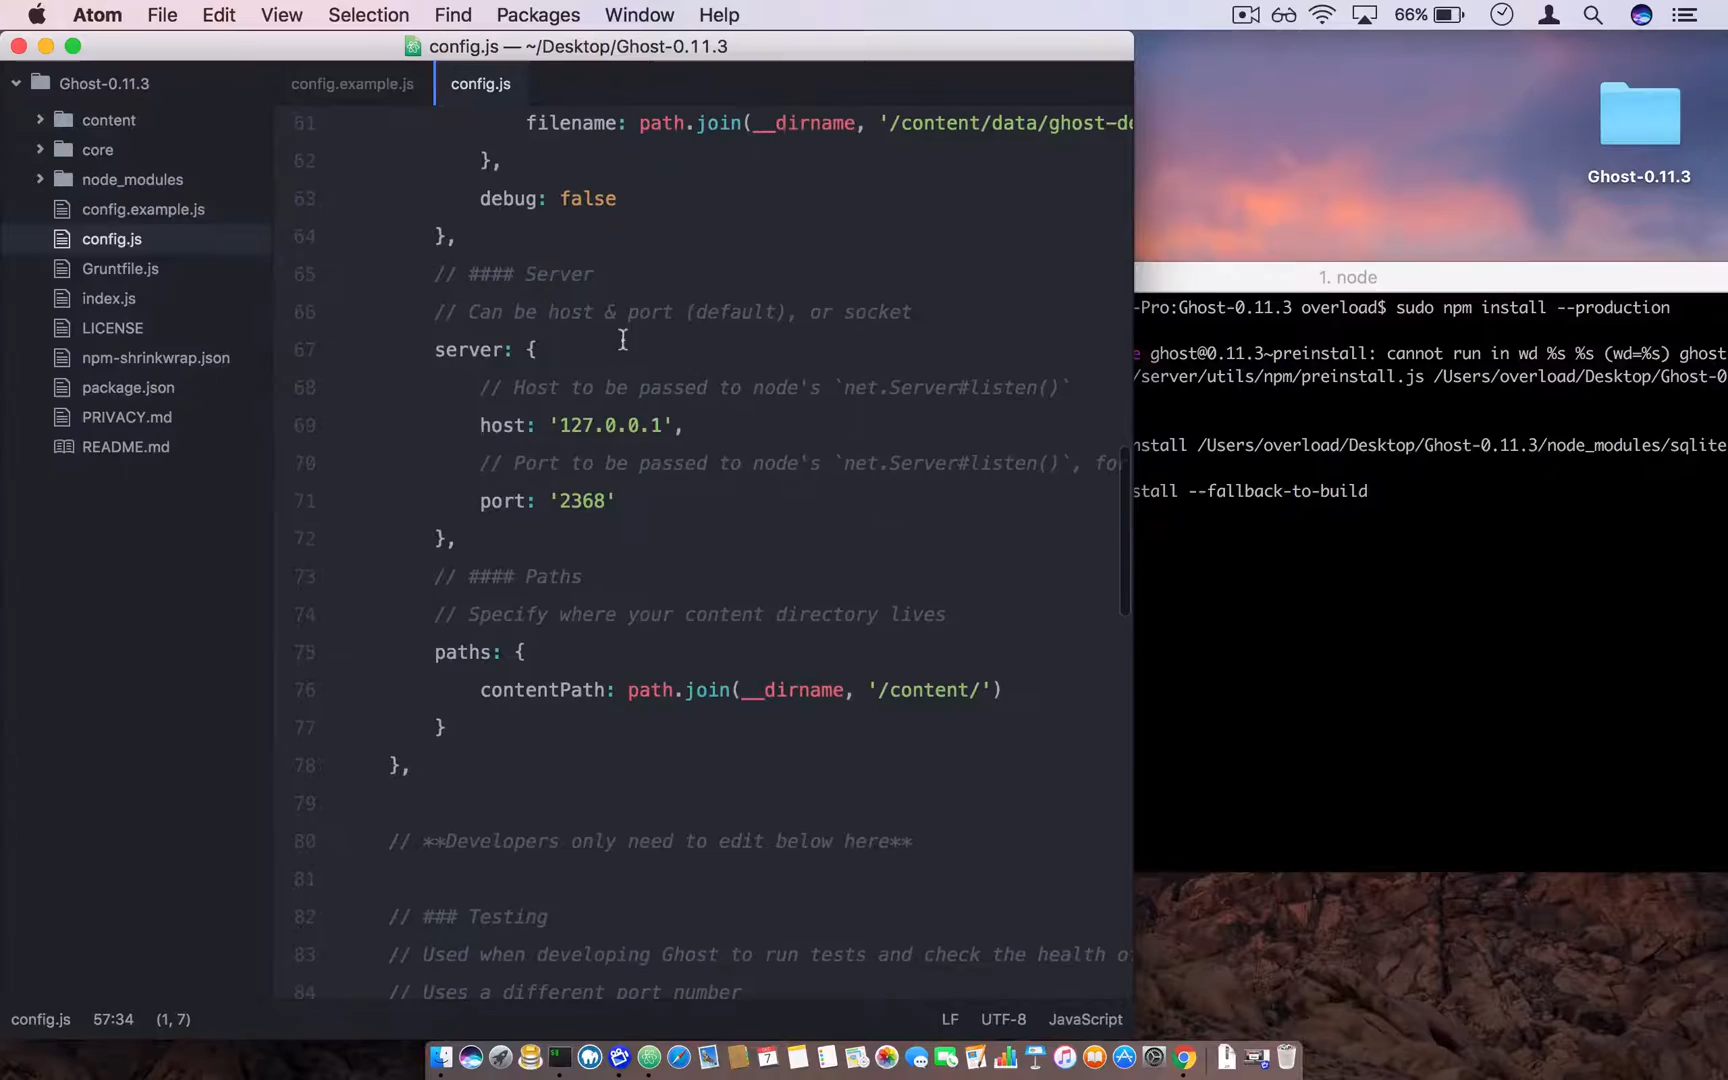 Atom File Edit View Selection Find Packages Window Help 66%
config.js — ~/Desktop/Ghost-0.11.3
Ghost-0.11.3
content
core
node_modules
config.example.js
config.js
Gruntfile.js
index.js
LICENSE
npm-shrinkwrap.json
package.json
PRIVACY.md
README.md
config.example.js config.js
61 filename: path.join(__dirname, '/content/data/ghost-de
62 },
63 debug: false
64 },
65 // #### Server
66 // Can be host & port (default), or socket
67 server: {
68 // Host to be passed to node's `net.Server#listen()`
69 host: '127.0.0.1',
70 // Port to be passed to node's `net.Server#listen()`, for
71 port: '2368'
72 },
73 // #### Paths
74 // Specify where your content directory lives
75 paths: {
76 contentPath: path.join(__dirname, '/content/')
77 }
78 },
79
80 // **Developers only need to edit below here**
81
82 // ### Testing
83 // Used when developing Ghost to run tests and check the health o
84 // Uses a different port number
config.js 57:34 (1, 7) LF UTF-8 JavaScript
Ghost-0.11.3
1. node
-Pro:Ghost-0.11.3 overload$ sudo npm install --production
e ghost@0.11.3~preinstall: cannot run in wd %s %s (wd=%s) ghost
/server/utils/npm/preinstall.js /Users/overload/Desktop/Ghost-0
nstall /Users/overload/Desktop/Ghost-0.11.3/node_modules/sqlite
stall --fallback-to-build
7